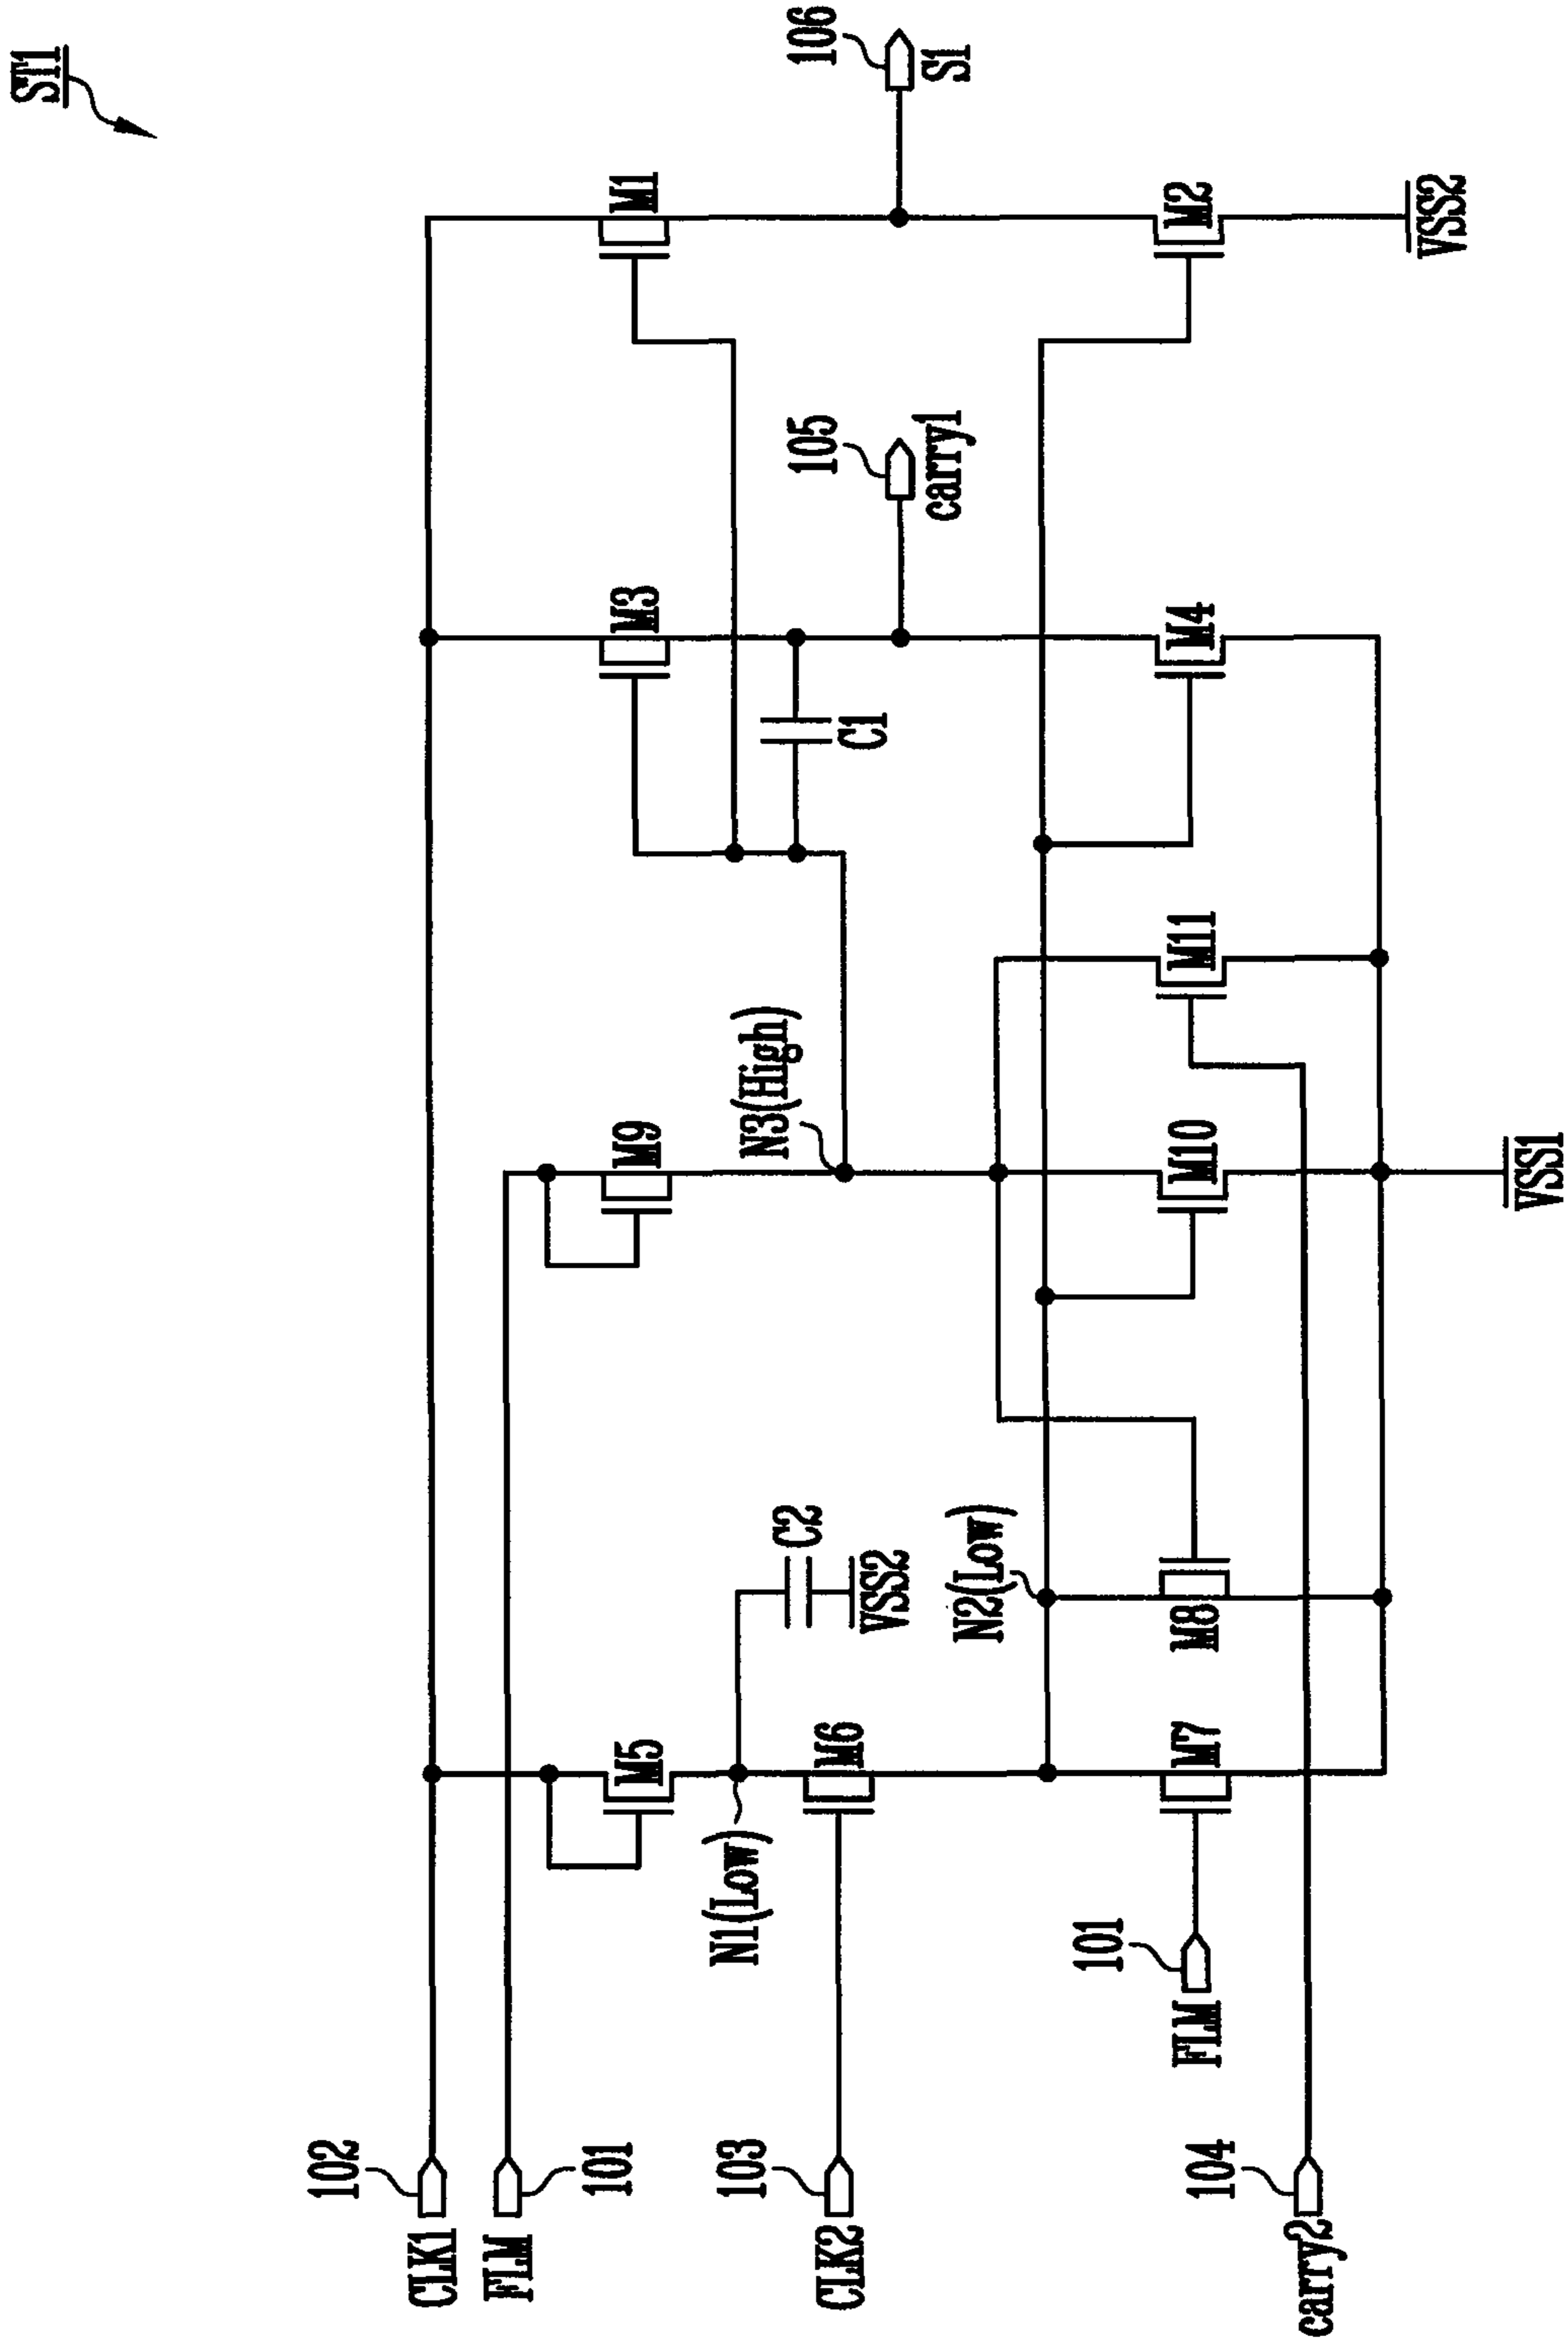 ST1
102
CLK1
FLM
101
103
CLK2
101
FLM
104
carry2
M5
N1(Low)
M6
C2
VSS2
N2(Low)
M7
M8
M9
N3(High)
M10
M11
VSS1
M3
C1
105
carry1
M4
M1
106
S1
M2
VSS2